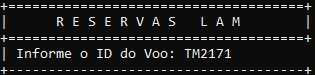 +=====================================+
|     R E S E R V A S   L A M         |
+=====================================+
| Informe o ID do Voo: TM2171
+-------------------------------------+